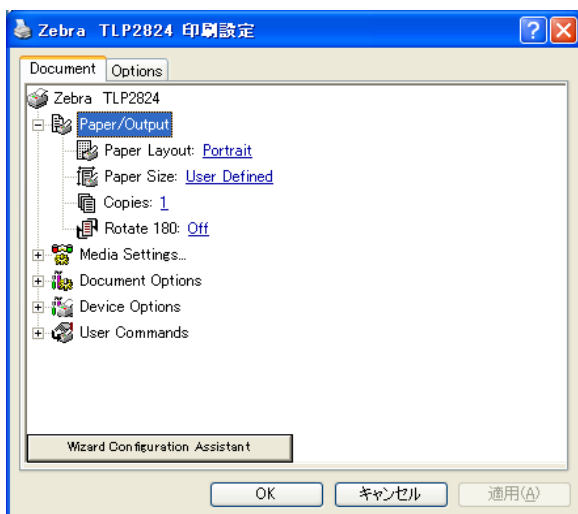 Zebra TLP2824 印刷設定
Document Options
Zebra TLP2824
Paper/Output
Paper Layout: Portrait
Paper Size: User Defined
Copies: 1
Rotate 180: Off
Media Settings...
Document Options
Device Options
User Commands
Wizard Configuration Assistant
OK キャンセル 適用(A)